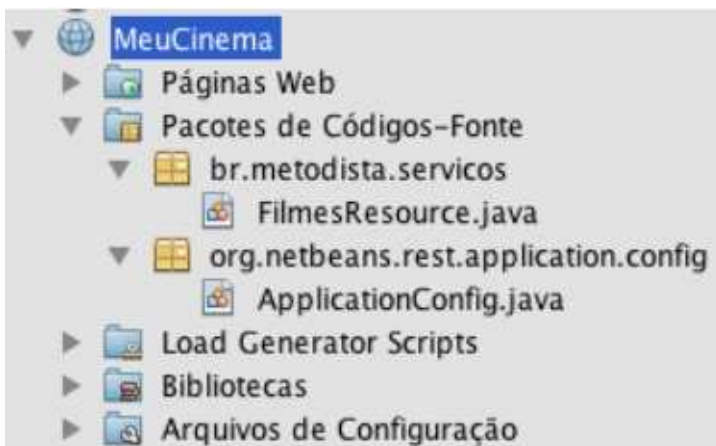 MeuCinema
Páginas Web
Pacotes de Códigos-Fonte
br.metodista.servicos
FilmesResource.java
org.netbeans.rest.application.config
ApplicationConfig.java
Load Generator Scripts
Bibliotecas
Arquivos de Configuração